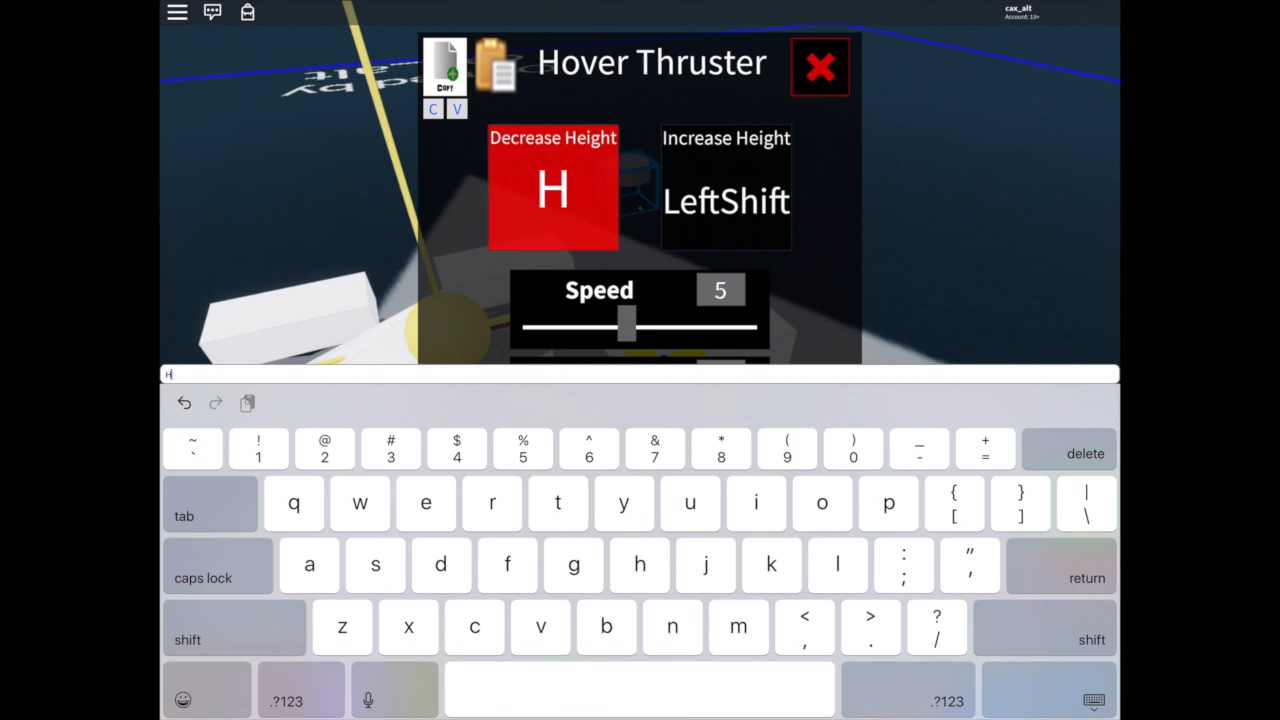 cax_alt
Account: 13+
Copy
Hover Thruster
C V
Decrease Height
H
Increase Height
LeftShift
Speed 5
H
~ ! @ # $ % ^ & * ( ) _ +
` 1 2 3 4 5 6 7 8 9 0 - = delete
tab q w e r t y u i o p { [ } ] | \
caps lock a s d f g h j k l : ; " ' return
shift z x c v b n m < , > . ? / shift
.?123 .?123